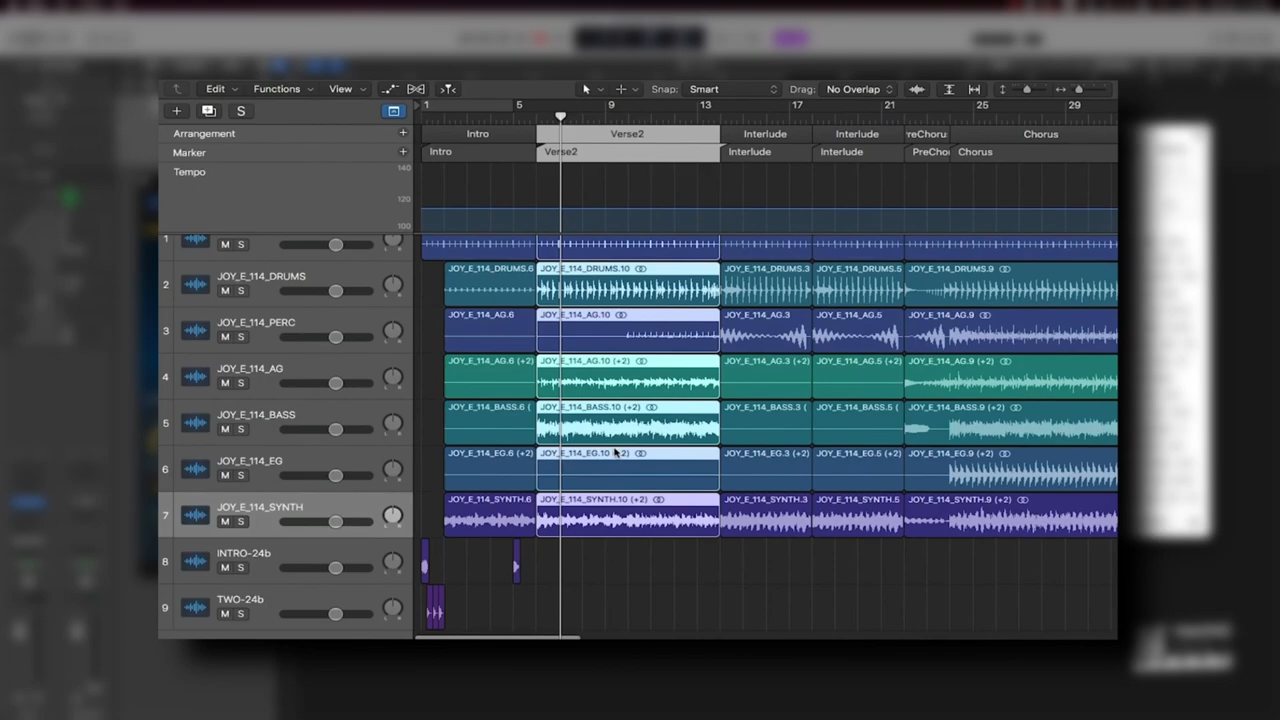 Edit Functions View Snap: Smart Drag: No Overlap
S 1 5 9 13 17 21 25 29
Arrangement Intro Verse2 Interlude Interlude reChoru Chorus
Marker Intro Verse2 Interlude Interlude PreCho Chorus
Tempo 140
120
100
1 M S
2 JOY_E_114_DRUMS M S JOY_E_114_DRUMS.6 JOY_E_114_DRUMS.10 JOY_E_114_DRUMS.3 JOY_E_114_DRUMS.5 JOY_E_114_DRUMS.9
3 JOY_E_114_PERC M S JOY_E_114_AG.6 JOY_E_114_AG.10 JOY_E_114_AG.3 JOY_E_114_AG.5 JOY_E_114_AG.9
4 JOY_E_114_AG M S JOY_E_114_AG.6 (+2) JOY_E_114_AG.10 (+2) JOY_E_114_AG.3 (+2) JOY_E_114_AG.5 (+2) JOY_E_114_AG.9 (+2)
5 JOY_E_114_BASS M S JOY_E_114_BASS.6 ( JOY_E_114_BASS.10 (+2) JOY_E_114_BASS.3 ( JOY_E_114_BASS.5 ( JOY_E_114_BASS.9 (+2)
6 JOY_E_114_EG M S JOY_E_114_EG.6 (+2) JOY_E_114_EG.10 (+2) JOY_E_114_EG.3 (+2) JOY_E_114_EG.5 (+2) JOY_E_114_EG.9 (+2)
7 JOY_E_114_SYNTH M S JOY_E_114_SYNTH.6 JOY_E_114_SYNTH.10 (+2) JOY_E_114_SYNTH.3 JOY_E_114_SYNTH.5 JOY_E_114_SYNTH.9 (+2)
8 INTRO-24b M S
9 TWO-24b M S